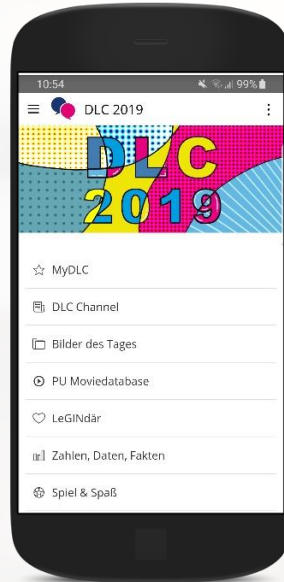 10:54 99%
DLC 2019
DLC
2019
MyDLC
DLC Channel
Bilder des Tages
PU Moviedatabase
LeGINdär
Zahlen, Daten, Fakten
Spiel & Spaß